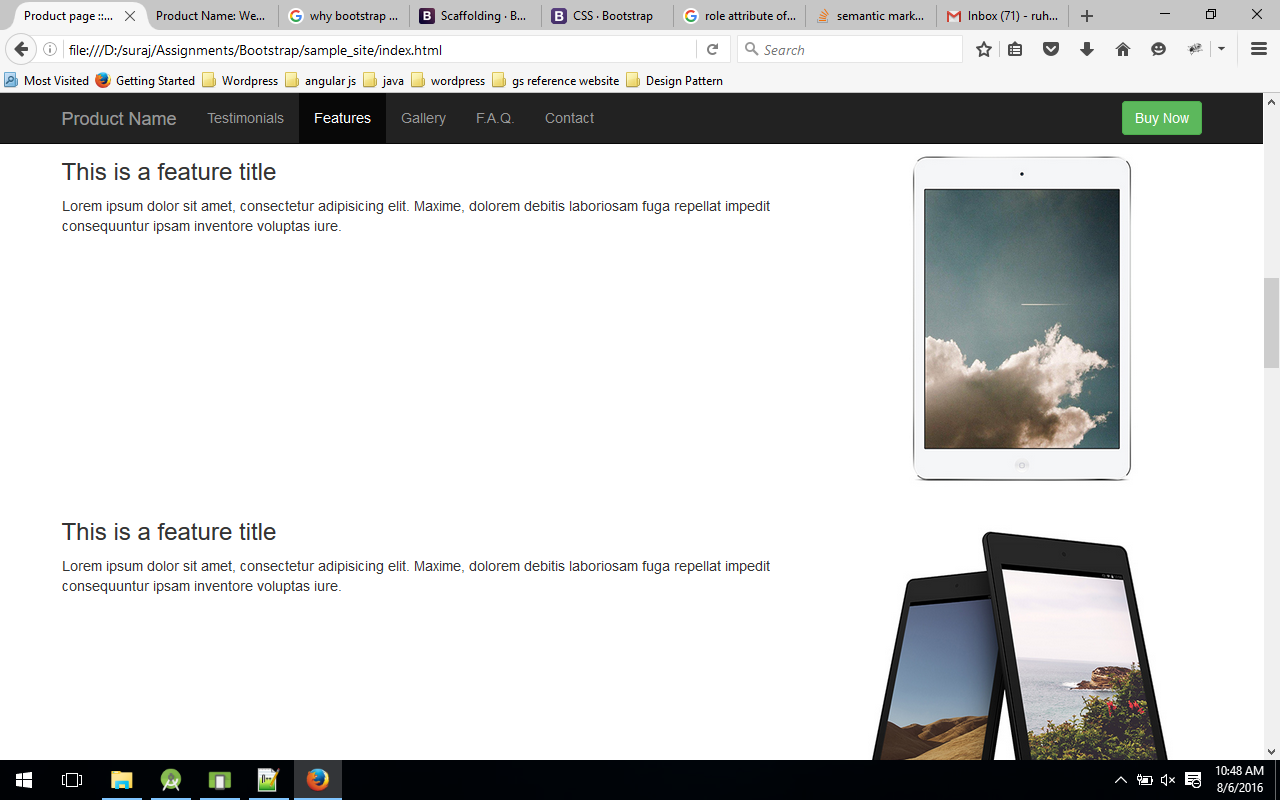 Product page ::...
Product Name: We...
why bootstrap ...
Scaffolding · B...
CSS · Bootstrap
role attribute of...
semantic mark...
Inbox (71) - ruh...
file:///D:/suraj/Assignments/Bootstrap/sample_site/index.html
Search
Most Visited
Getting Started
Wordpress
angular js
java
wordpress
gs reference website
Design Pattern
Product Name
Testimonials
Features
Gallery
F.A.Q.
Contact
Buy Now
This is a feature title
Lorem ipsum dolor sit amet, consectetur adipisicing elit. Maxime, dolorem debitis laboriosam fuga repellat impedit
consequuntur ipsam inventore voluptas iure.
This is a feature title
Lorem ipsum dolor sit amet, consectetur adipisicing elit. Maxime, dolorem debitis laboriosam fuga repellat impedit
consequuntur ipsam inventore voluptas iure.
10:48 AM
8/6/2016